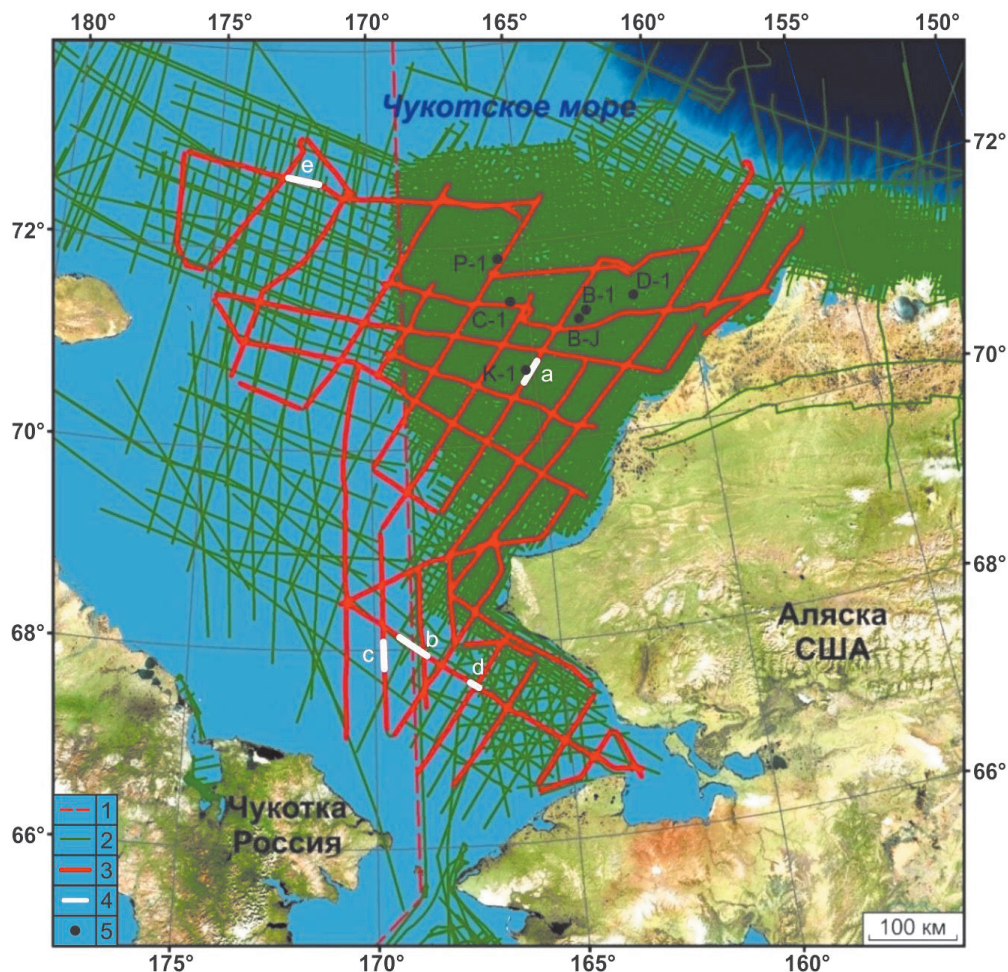 180° 175° 170° 165° 160° 155° 150°
Чукотское море
72°
e
72°
P-1
D-1
B-1
C-1
B-J
K-1
a
70°
70°
68°
Аляска
США
68°
b
c
d
66°
Чукотка
Россия
66°
1
2
3
4
5
100 км
175° 170° 165° 160°